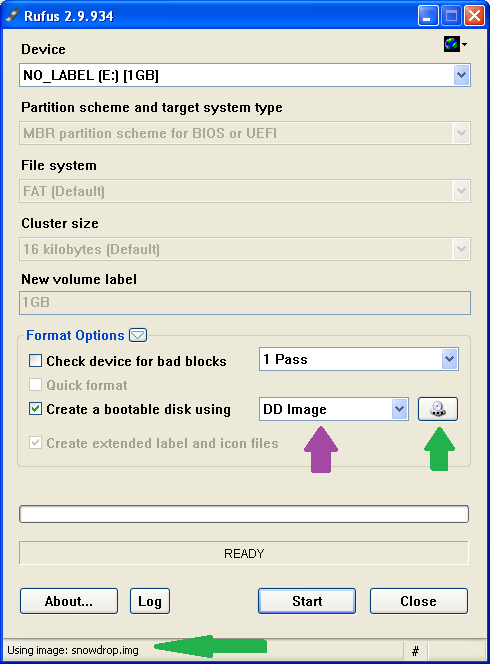 Rufus 2.9.934
Device
NO_LABEL (E:) [1GB]
Partition scheme and target system type
MBR partition scheme for BIOS or UEFI
File system
FAT (Default)
Cluster size
16 kilobytes (Default)
New volume label
1GB
Format Options
Check device for bad blocks 1 Pass
Quick format
Create a bootable disk using DD Image
Create extended label and icon files
READY
About... Log Start Close
Using image: snowdrop.img #